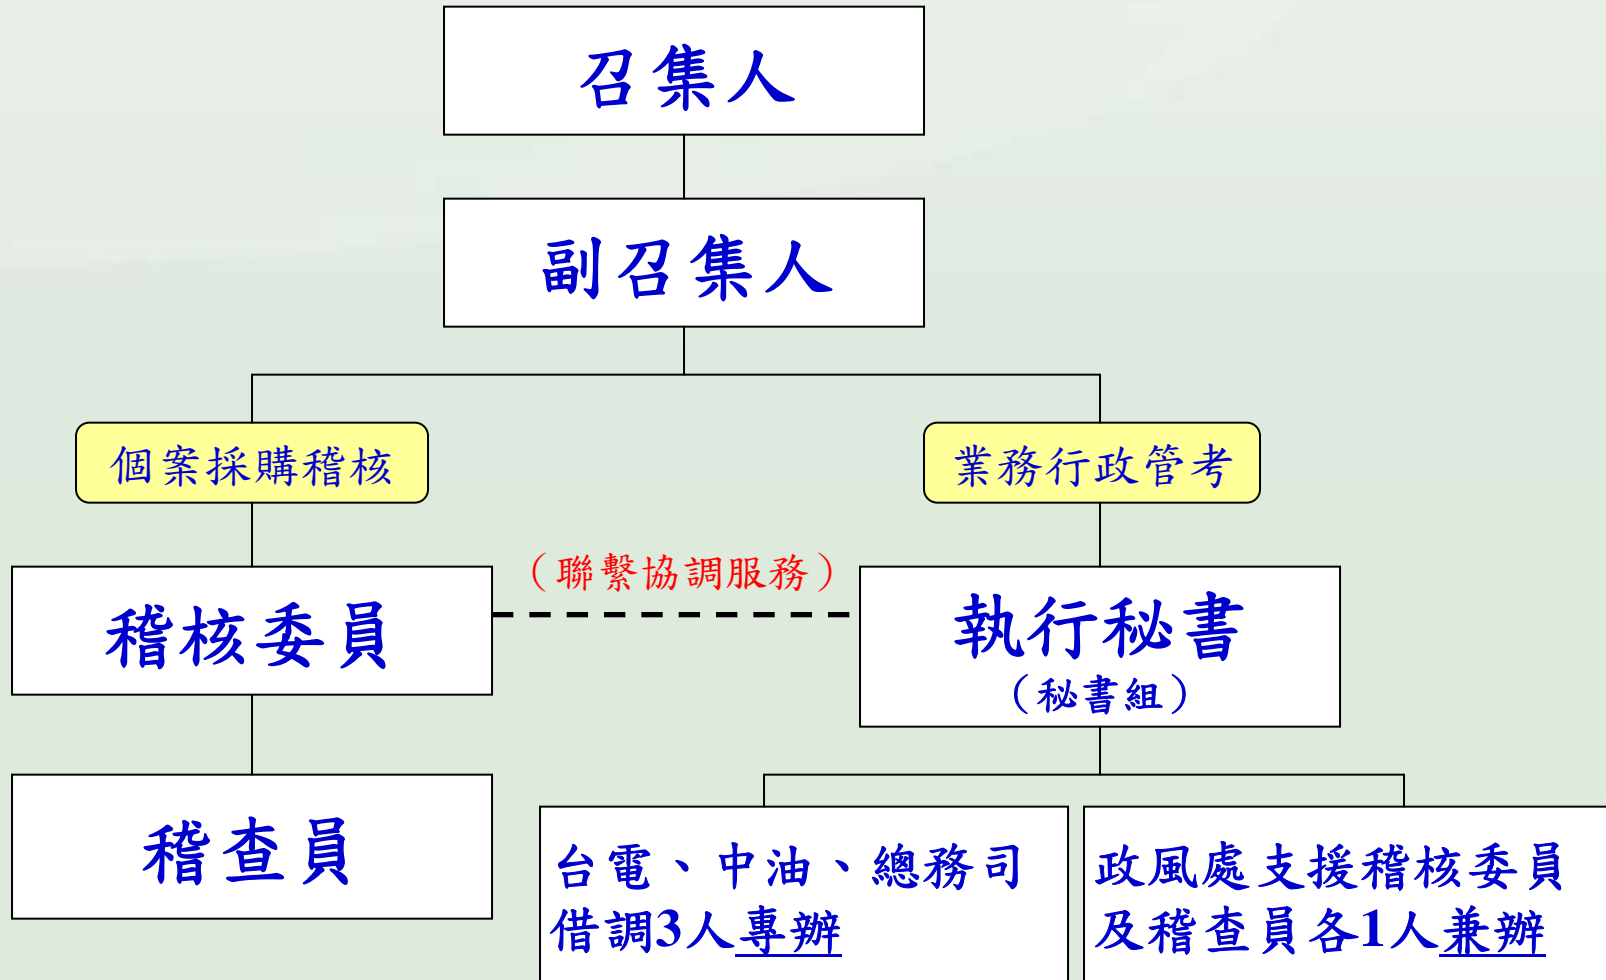 召集人
副召集人
個案採購稽核
業務行政管考
（聯繫協調服務）
稽核委員
執行秘書
（秘書組）
稽查員
台電、中油、總務司
借調3人專辦
政風處支援稽核委員
及稽查員各1人兼辦